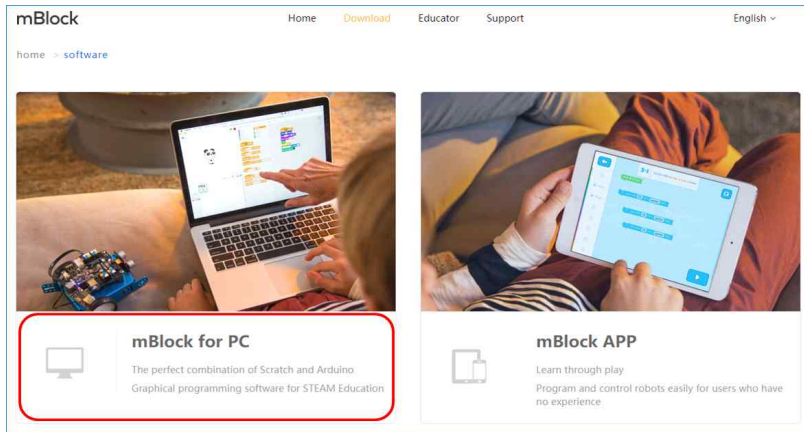 mBlock
Home Download Educator Support English
home > software
mBlock for PC
The perfect combination of Scratch and Arduino
Graphical programming software for STEAM Education
mBlock APP
Learn through play
Program and control robots easily for users who have
no experience